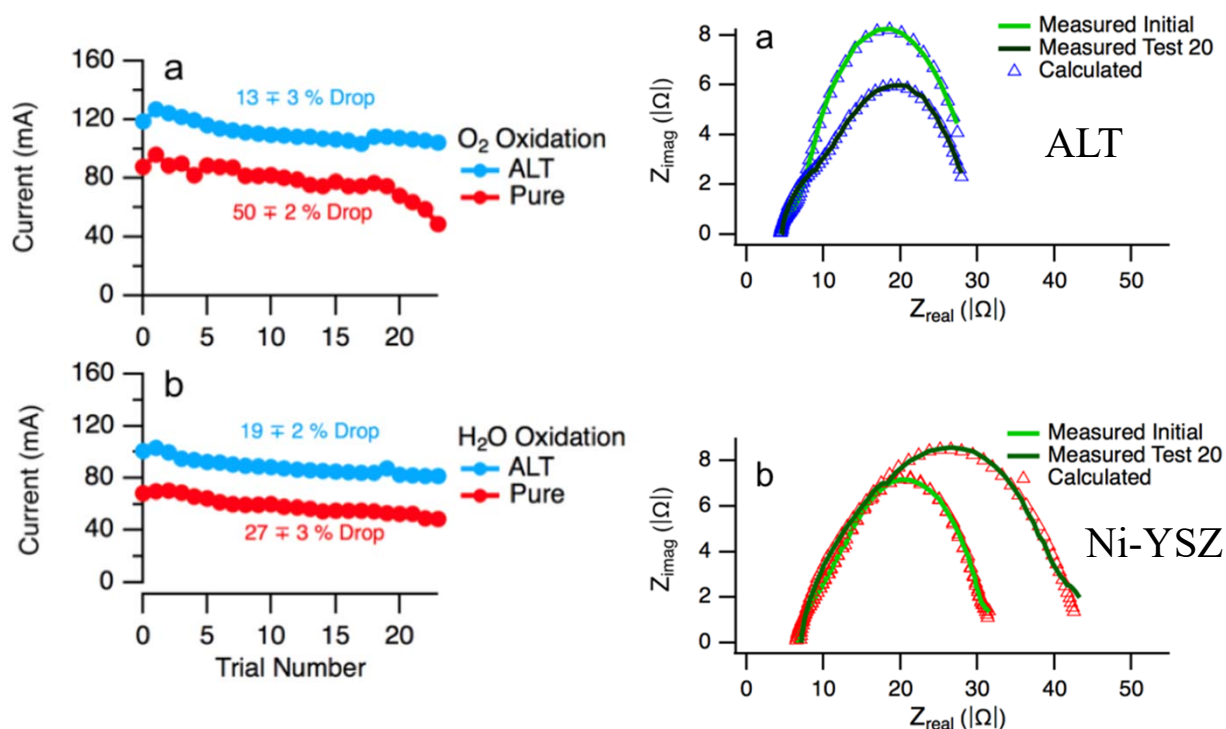 a
160
120
80
40
0
Current (mA)
13 ∓ 3 % Drop
50 ∓ 2 % Drop
O2 Oxidation
ALT
Pure
0 5 10 15 20
b
160
120
80
40
0
Current (mA)
19 ∓ 2 % Drop
27 ∓ 3 % Drop
H2O Oxidation
ALT
Pure
0 5 10 15 20
Trial Number
a
8
6
4
2
0
Zimag (|Ω|)
Measured Initial
Measured Test 20
Calculated
ALT
0 10 20 30 40 50
Zreal (|Ω|)
b
8
6
4
2
0
Zimag (|Ω|)
Measured Initial
Measured Test 20
Calculated
Ni-YSZ
0 10 20 30 40 50
Zreal (|Ω|)